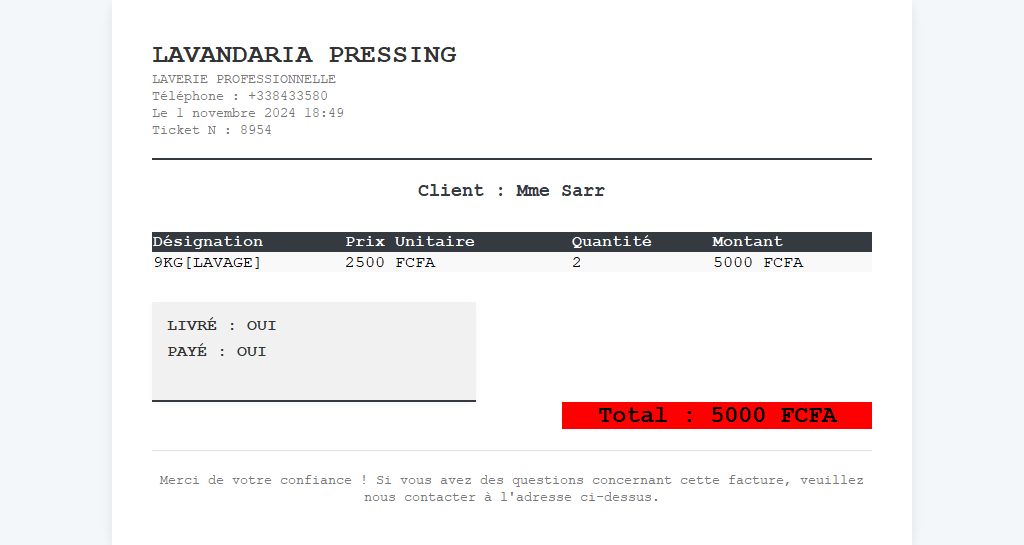 LAVANDARIA PRESSING
LAVERIE PROFESSIONNELLE
Téléphone : +338433580
Le 1 novembre 2024 18:49
Ticket N : 8954
Client : Mme Sarr
Désignation Prix Unitaire Quantité Montant
9KG[LAVAGE] 2500 FCFA 2 5000 FCFA
LIVRÉ : OUI
PAYÉ : OUI
Total : 5000 FCFA
Merci de votre confiance ! Si vous avez des questions concernant cette facture, veuillez
nous contacter à l'adresse ci-dessus.